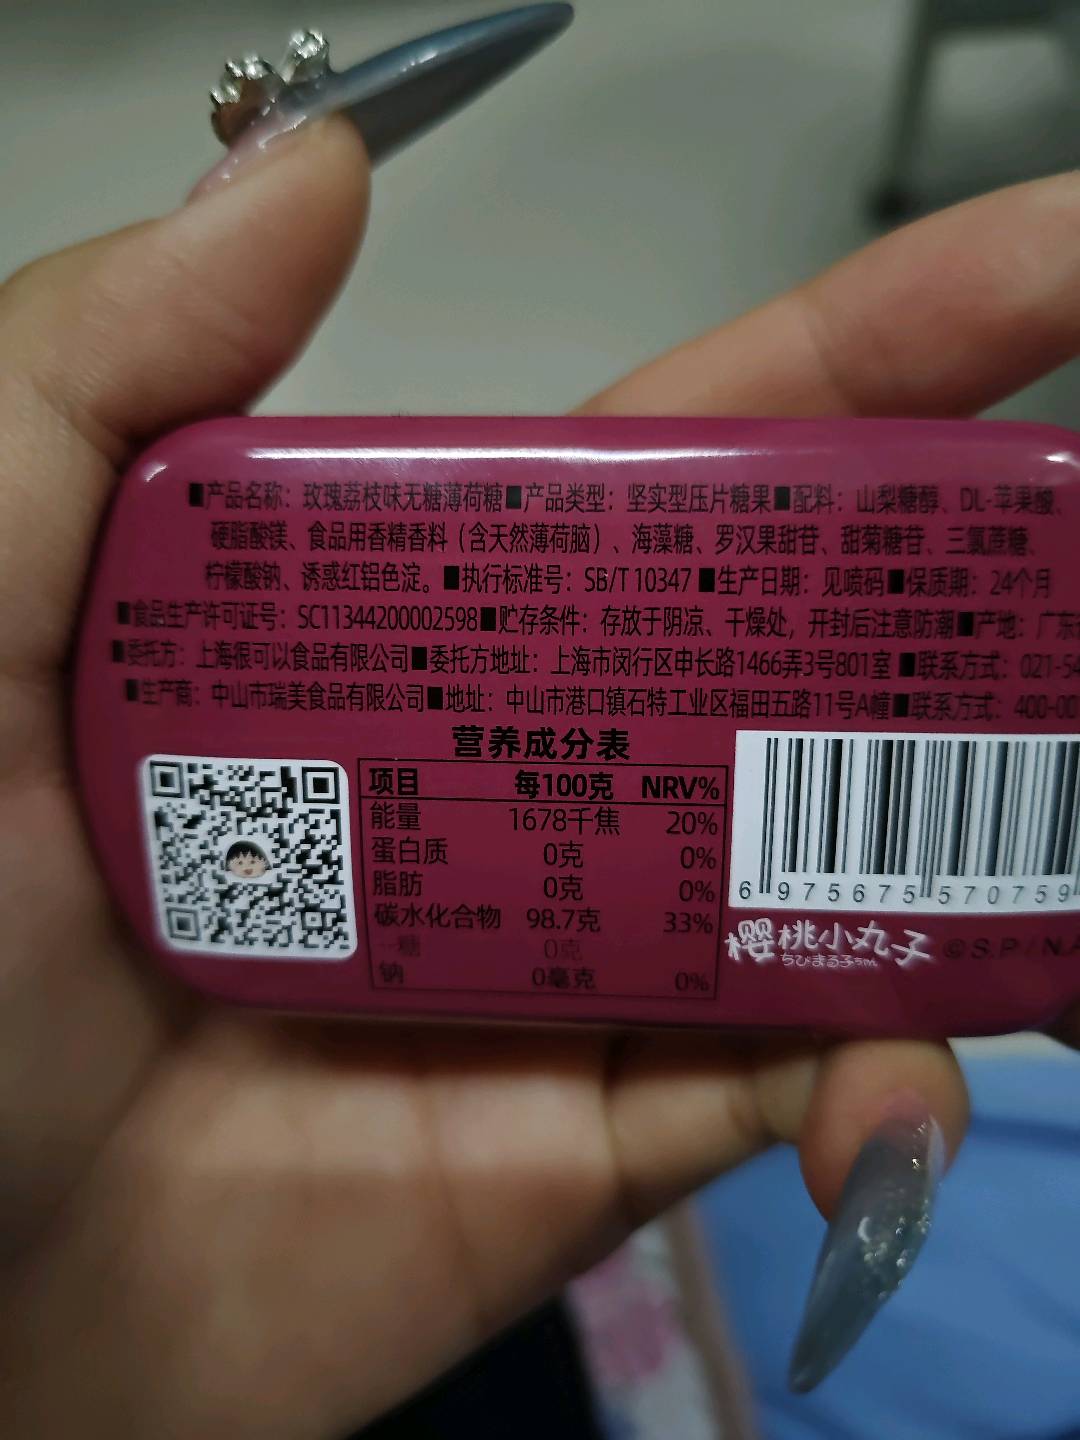 ■产品名称：玫瑰荔枝味无糖薄荷糖■产品类型：坚实型压片糖果■配料：山梨糖醇、DL-苹果酸、
硬脂酸镁、食品用香精香料（含天然薄荷脑）、海藻糖、罗汉果甜苷、甜菊糖苷、三氯蔗糖、
柠檬酸钠、诱惑红铝色淀。■执行标准号：SB/T 10347 ■生产日期：见喷码■保质期：24个月
■食品生产许可证号：SC11344200002598■贮存条件：存放于阴凉、干燥处，开封后注意防潮■产地：广东
■委托方：上海很可以食品有限公司■委托方地址：上海市闵行区申长路1466弄3号801室 ■联系方式：021-54
■生产商：中山市瑞美食品有限公司■地址：中山市港口镇石特工业区福田五路11号A幢■联系方式：400-00
营养成分表
项目 每100克 NRV%
能量 1678千焦 20%
蛋白质 0克 0%
脂肪 0克 0%
碳水化合物 98.7克 33%
—糖 0克
钠 0毫克 0%
6 975675 570759
樱桃小丸子
ちびまる子ちゃん
©S.P/N.A